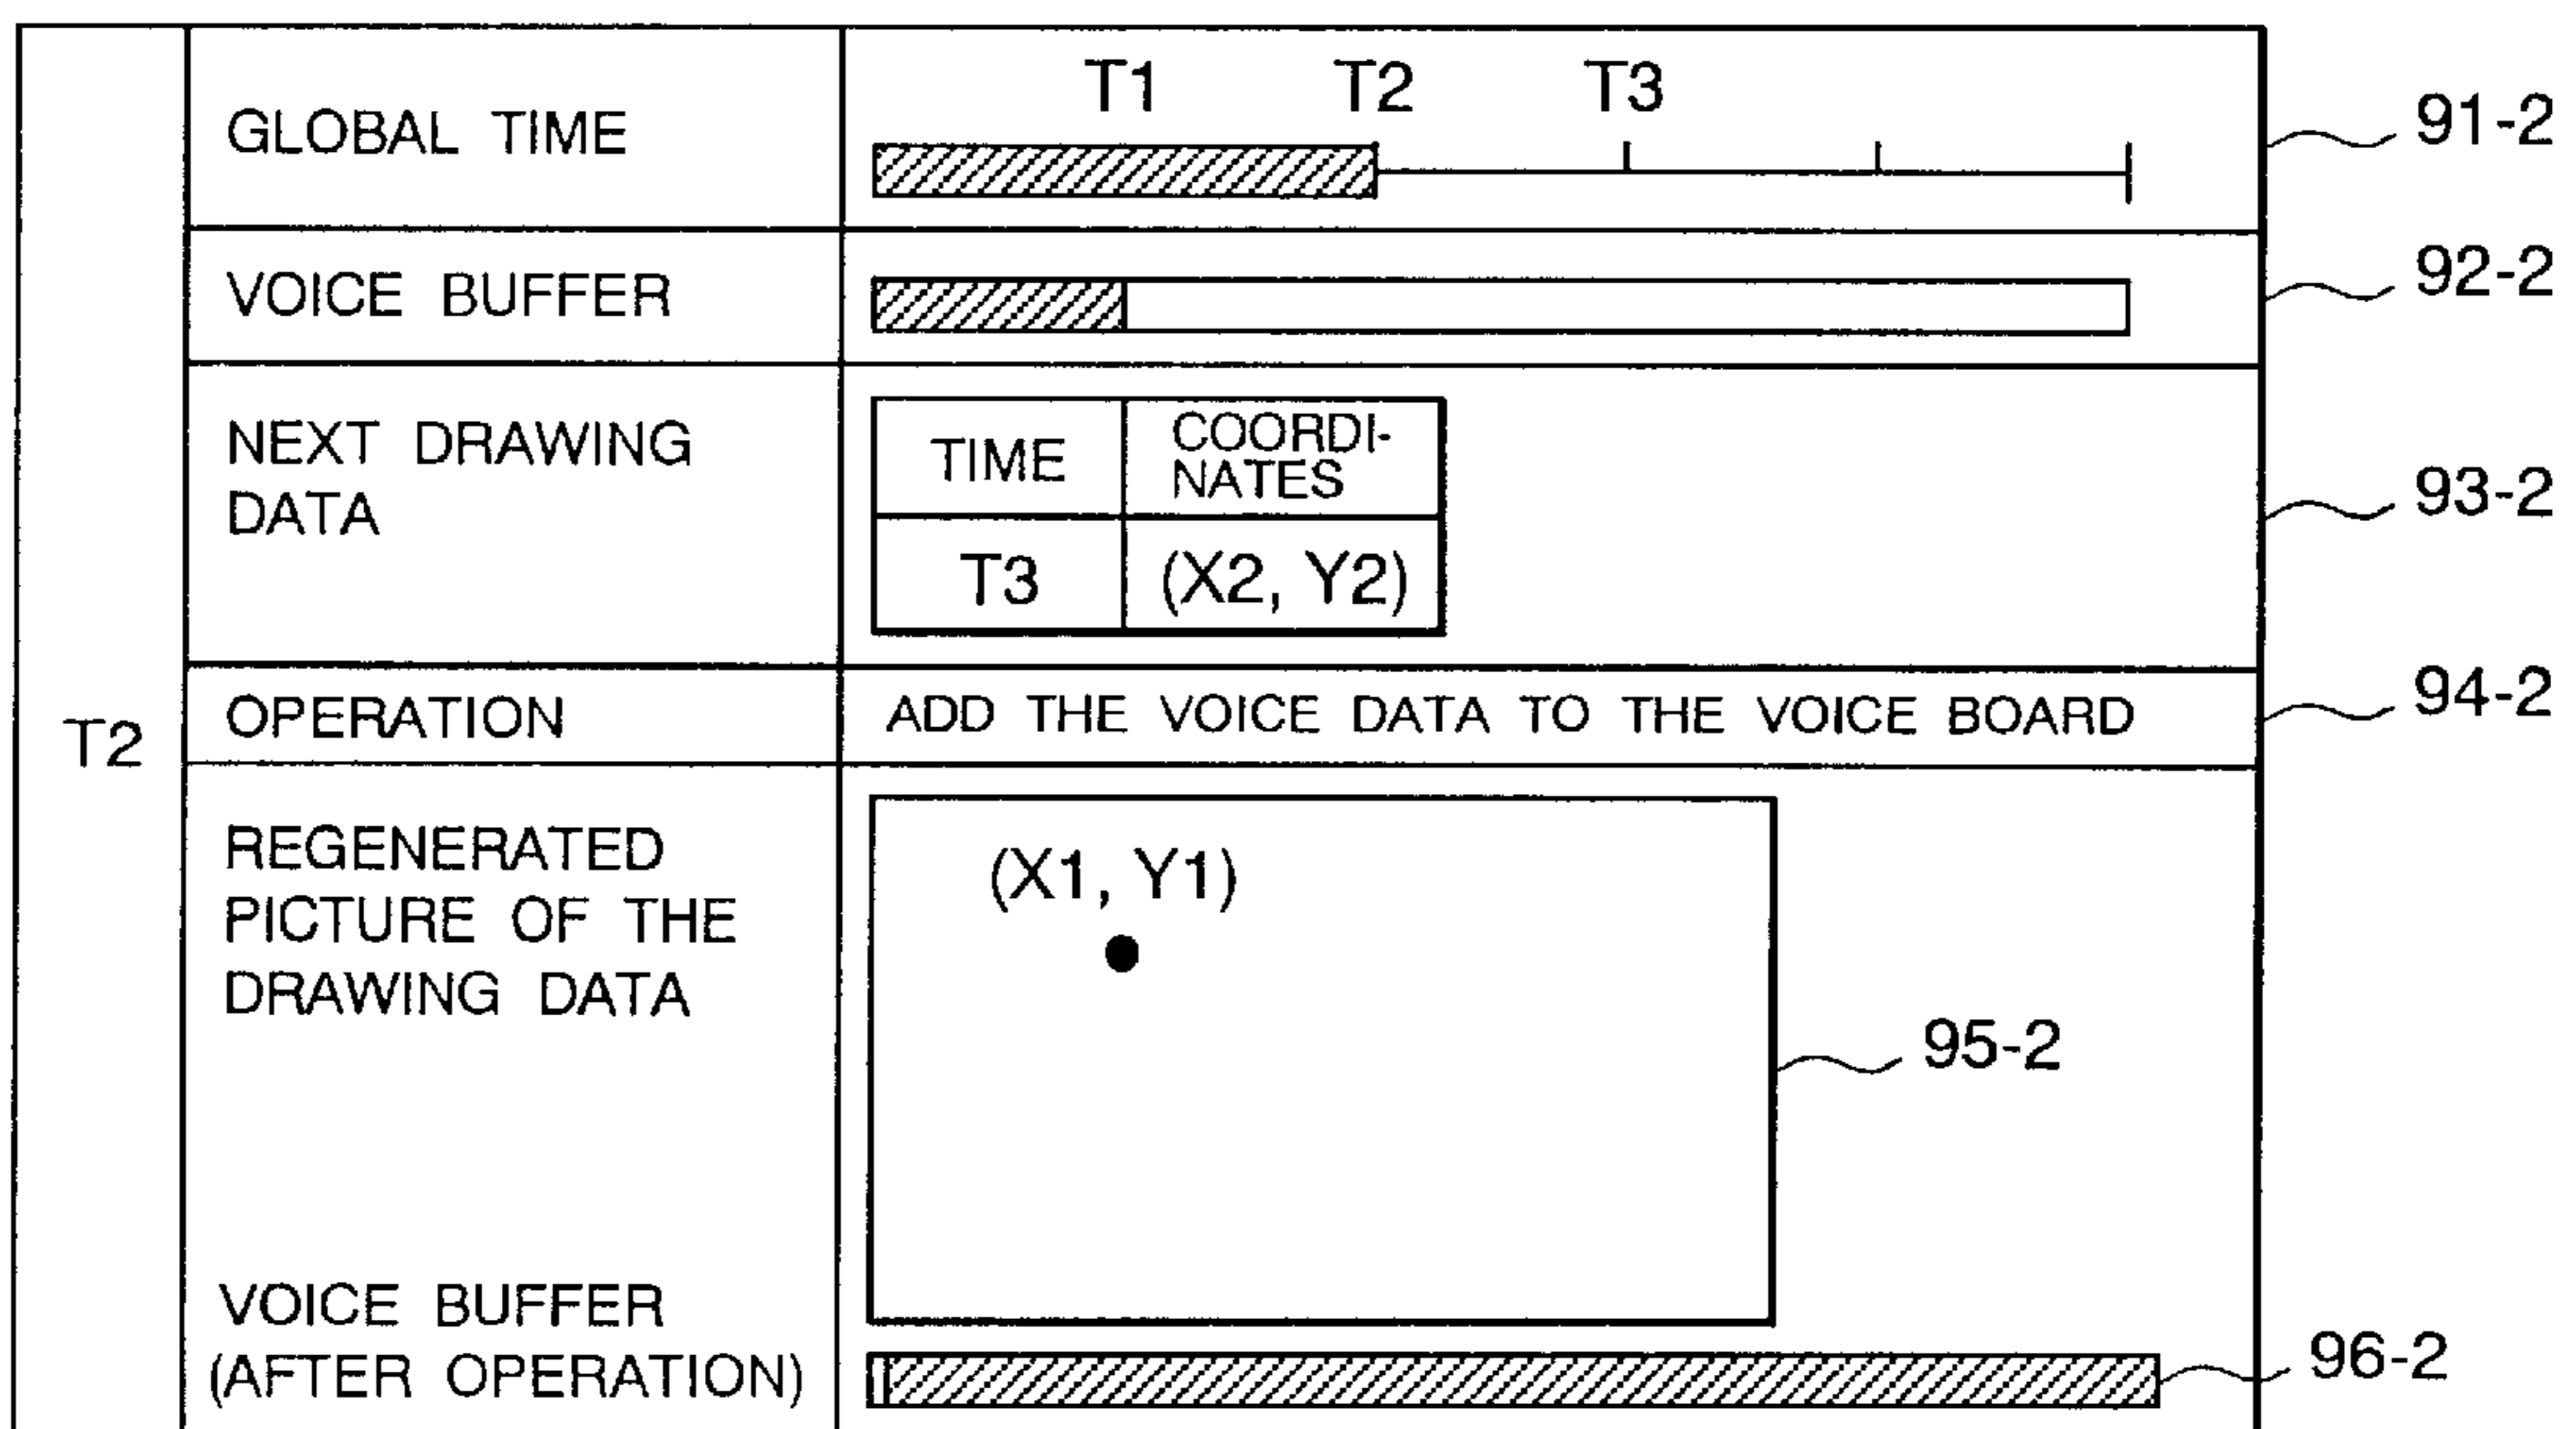 T1 T2 T3
GLOBAL TIME
91-2
VOICE BUFFER
92-2
NEXT DRAWING
DATA
TIME
COORDI-
NATES
T3
(X2, Y2)
93-2
T2
OPERATION
ADD THE VOICE DATA TO THE VOICE BOARD
94-2
REGENERATED
PICTURE OF THE
DRAWING DATA
(X1, Y1)
95-2
VOICE BUFFER
(AFTER OPERATION)
96-2